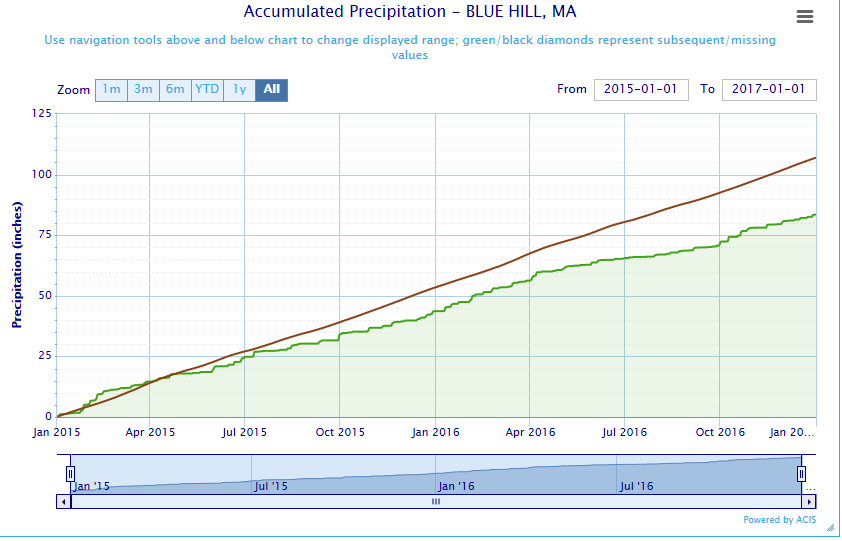 Accumulated Precipitation – BLUE HILL, MA
Use navigation tools above and below chart to change displayed range; green/black diamonds represent subsequent/missing
values
Zoom 1m 3m 6m YTD 1y All From 2015-01-01 To 2017-01-01
125
100
75
50
25
0
Precipitation (inches)
Jan 2015 Apr 2015 Jul 2015 Oct 2015 Jan 2016 Apr 2016 Jul 2016 Oct 2016 Jan 20...
Jan '15 Jul '15 Jan '16 Jul '16 ...
Powered by ACIS